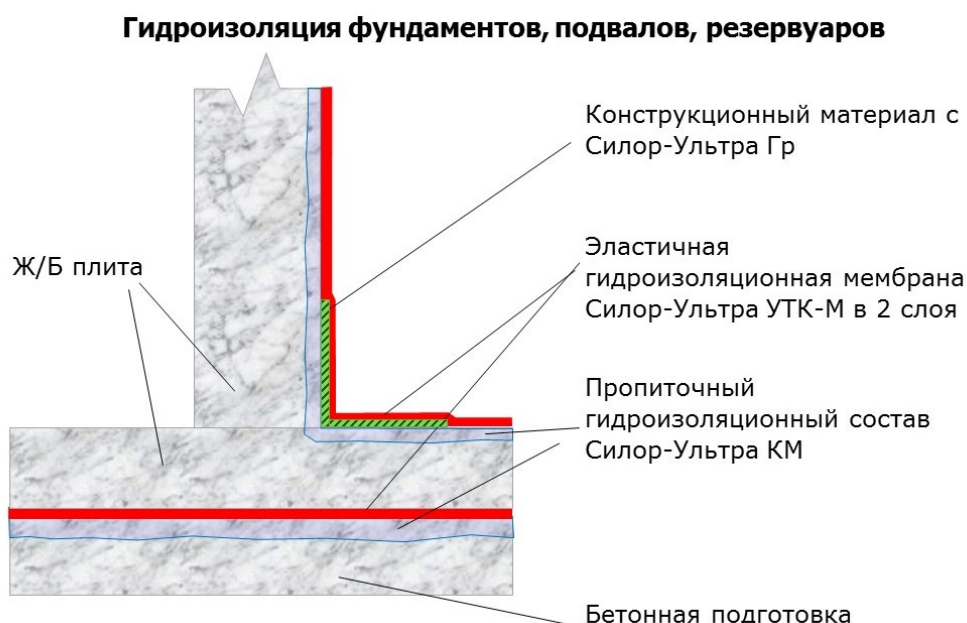 Гидроизоляция фундаментов, подвалов, резервуаров
Конструкционный материал с
Силор-Ультра Гр
Ж/Б плита
Эластичная
гидроизоляционная мембрана
Силор-Ультра УТК-М в 2 слоя
Пропиточный
гидроизоляционный состав
Силор-Ультра КМ
Бетонная подготовка